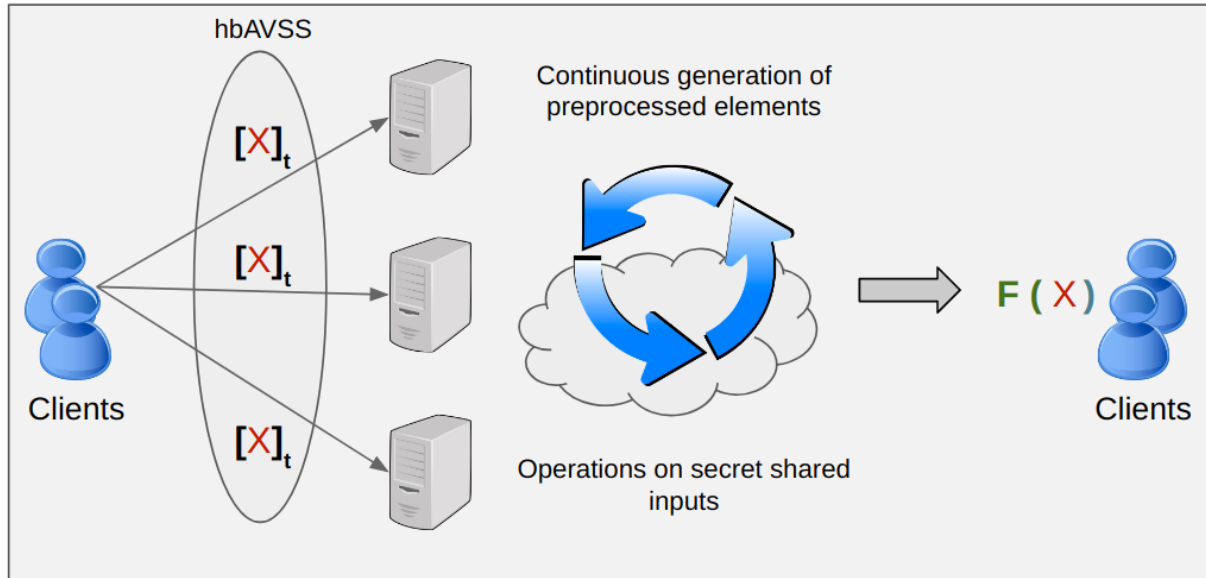 hbAVSS
Continuous generation of
preprocessed elements
[X]t
[X]t
[X]t
Clients
F ( X )
Clients
Operations on secret shared
inputs